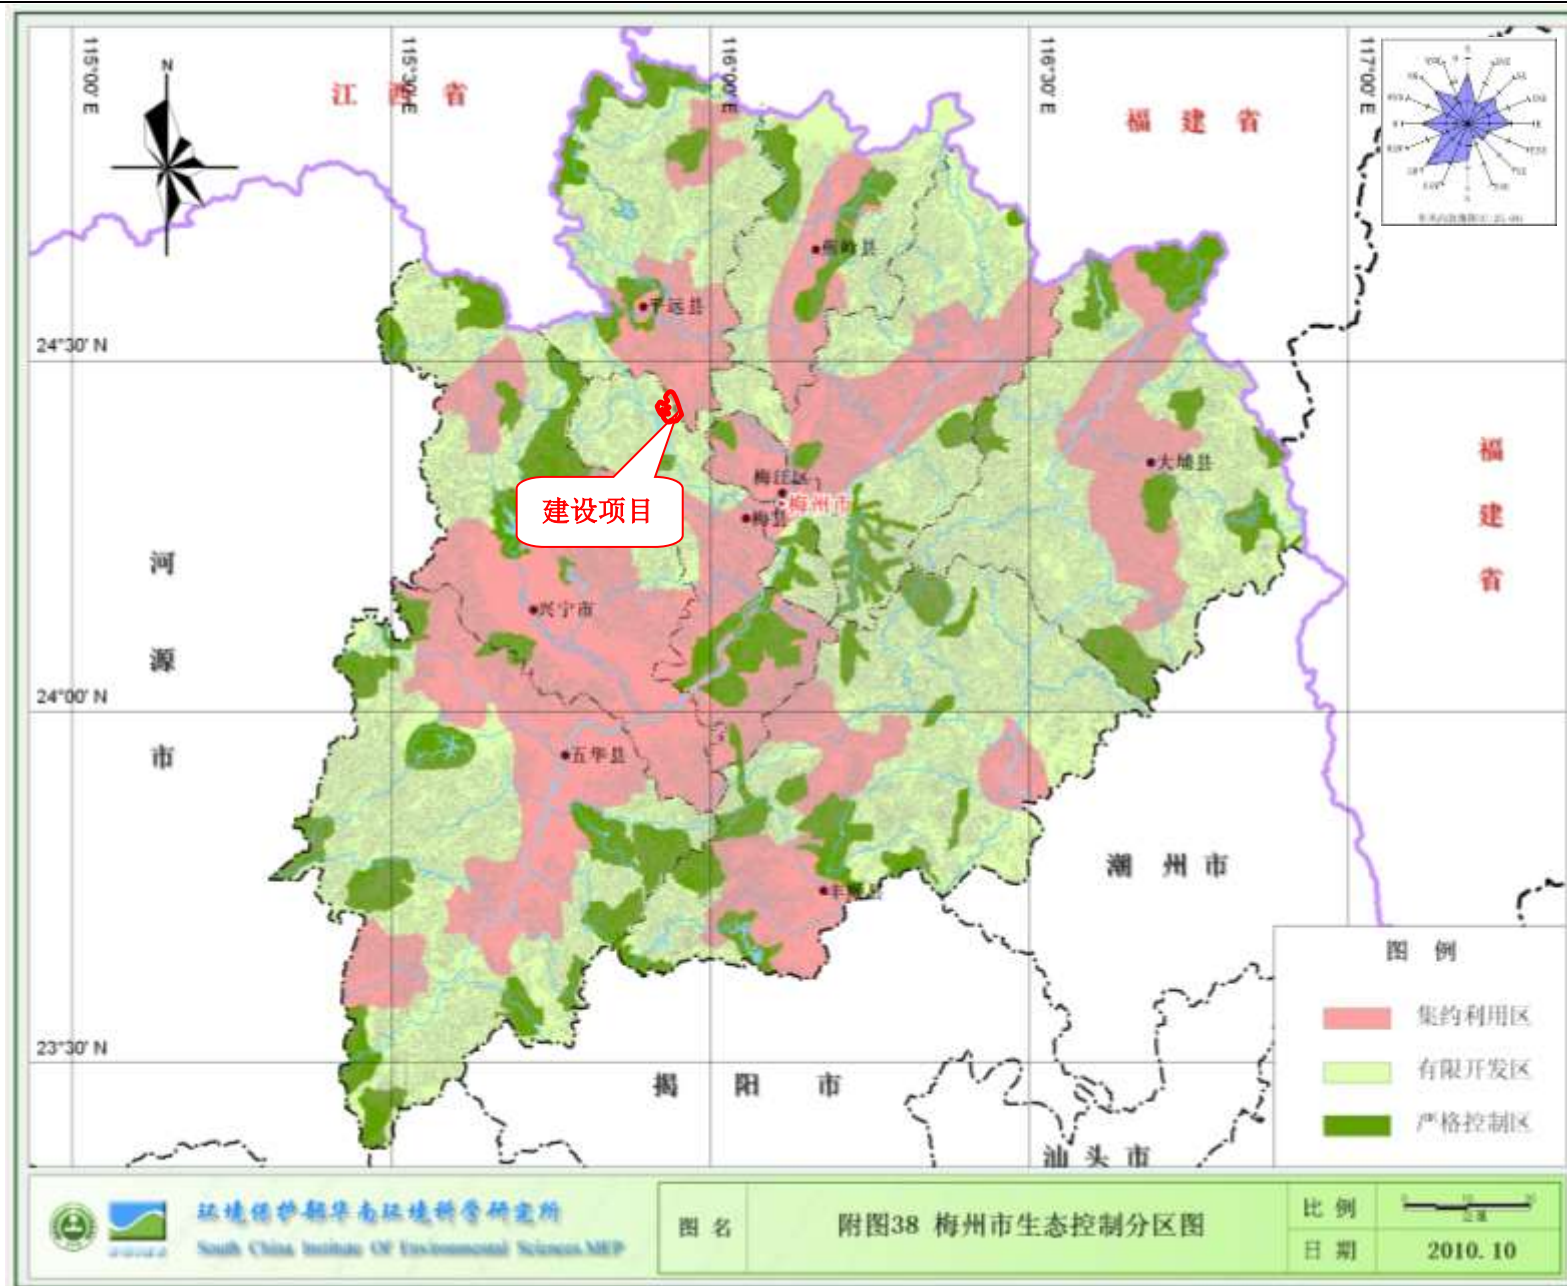 115°00' E
115°30' E
116°00' E
116°30' E
117°00' E
N
江西省
福建省
蕉岭县
平远县
24°30' N
福建省
大埔县
梅江区
梅州市
梅县
建设项目
河源市
兴宁市
24°00' N
五华县
潮州市
丰顺县
图 例
集约利用区
有限开发区
严格控制区
23°30' N
揭阳市
汕头市
环境保护部华南环境科学研究所
South China Institute OF Environmental Sciences.MEP
图 名
附图38 梅州市生态控制分区图
比 例
公里
日 期
2010.10